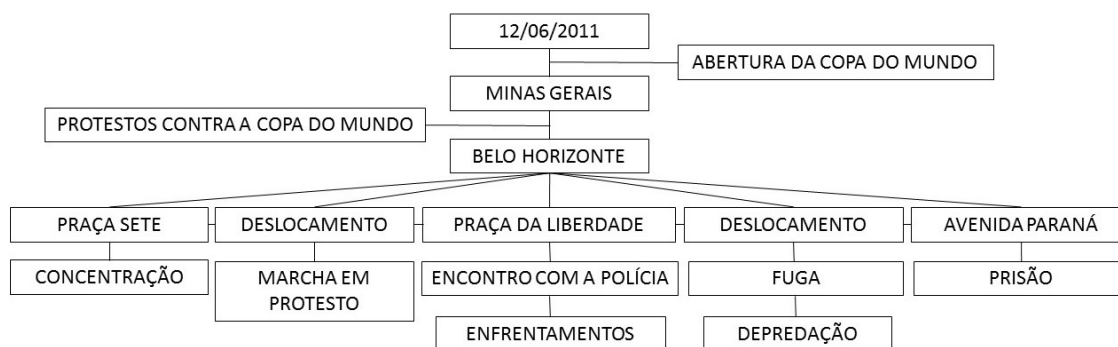 12/06/2011
ABERTURA DA COPA DO MUNDO
MINAS GERAIS
PROTESTOS CONTRA A COPA DO MUNDO
BELO HORIZONTE
PRAÇA SETE
DESLOCAMENTO
PRAÇA DA LIBERDADE
DESLOCAMENTO
AVENIDA PARANÁ
CONCENTRAÇÃO
MARCHA EM
PROTESTO
ENCONTRO COM A POLÍCIA
FUGA
PRISÃO
ENFRENTAMENTOS
DEPREDAÇÃO